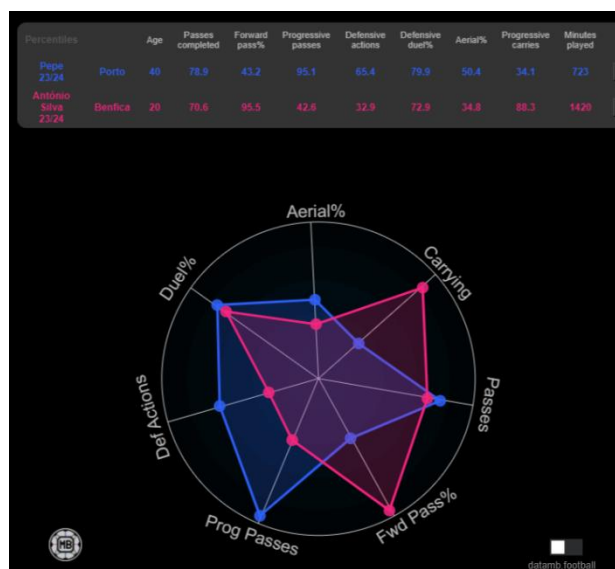 Percentiles Age Passes completed Forward pass% Progressive passes Defensive actions Defensive duel% Aerial% Progressive carries Minutes played
Pepe 23/24 Porto 40 78.9 43.2 95.1 65.4 79.9 50.4 34.1 723
António Silva 23/24 Benfica 20 70.6 95.5 42.6 32.9 72.9 34.8 88.3 1420
Aerial%
Duel%
Carrying
Def Actions
Passes
Prog Passes
Fwd Pass%
MB
datamb.football